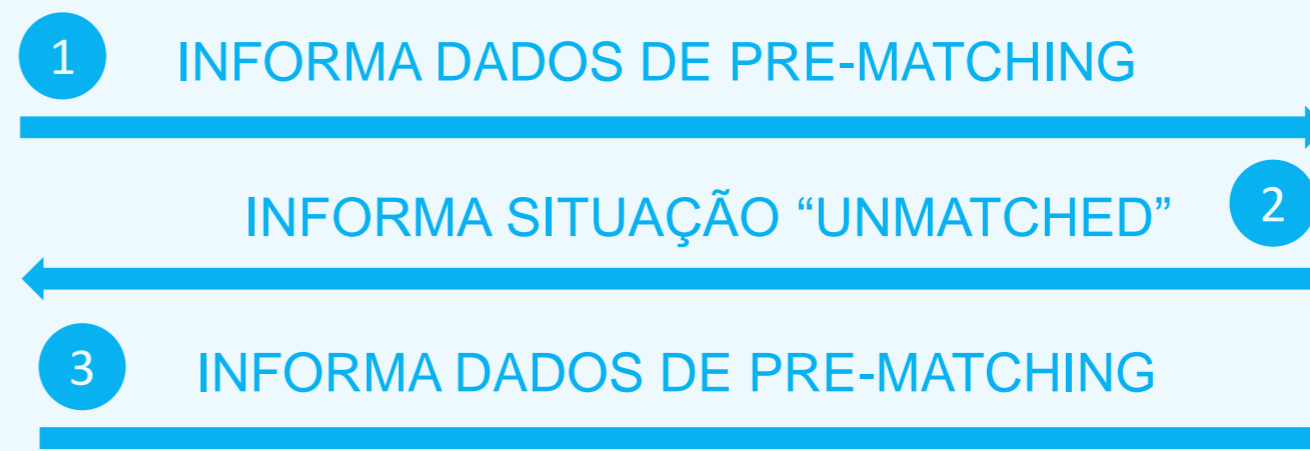 1 INFORMA DADOS DE PRE-MATCHING
INFORMA SITUAÇÃO “UNMATCHED” 2
3 INFORMA DADOS DE PRE-MATCHING